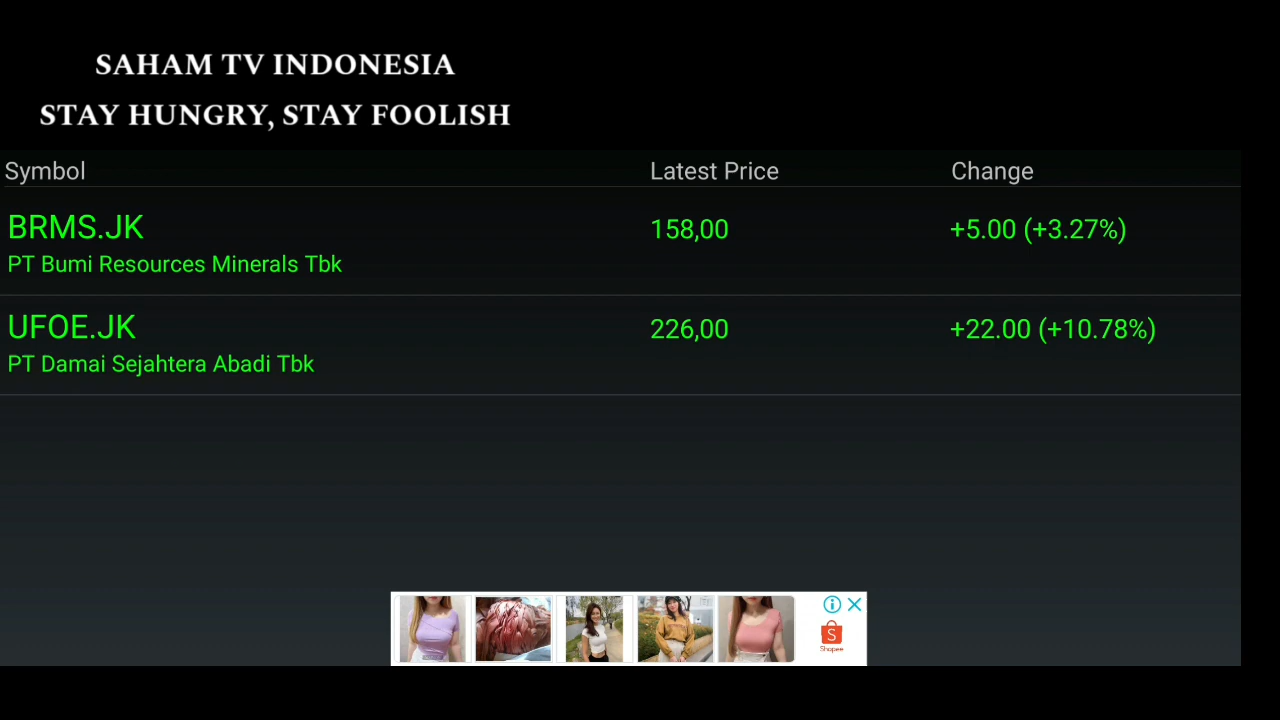 SAHAM TV INDONESIA
STAY HUNGRY, STAY FOOLISH
Symbol Latest Price Change
BRMS.JK 158,00 +5.00 (+3.27%)
PT Bumi Resources Minerals Tbk
UFOE.JK 226,00 +22.00 (+10.78%)
PT Damai Sejahtera Abadi Tbk
Shopee